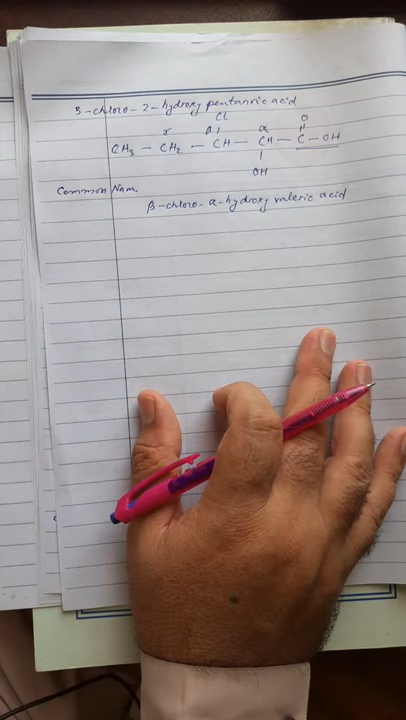 3-chloro-2-hydroxy pentanoic acid
Cl O
γ β | α ||
CH₃ — CH₂ — CH — CH — C — OH
|
OH
Common Nam.
β-chloro-α-hydroxy valeric acid